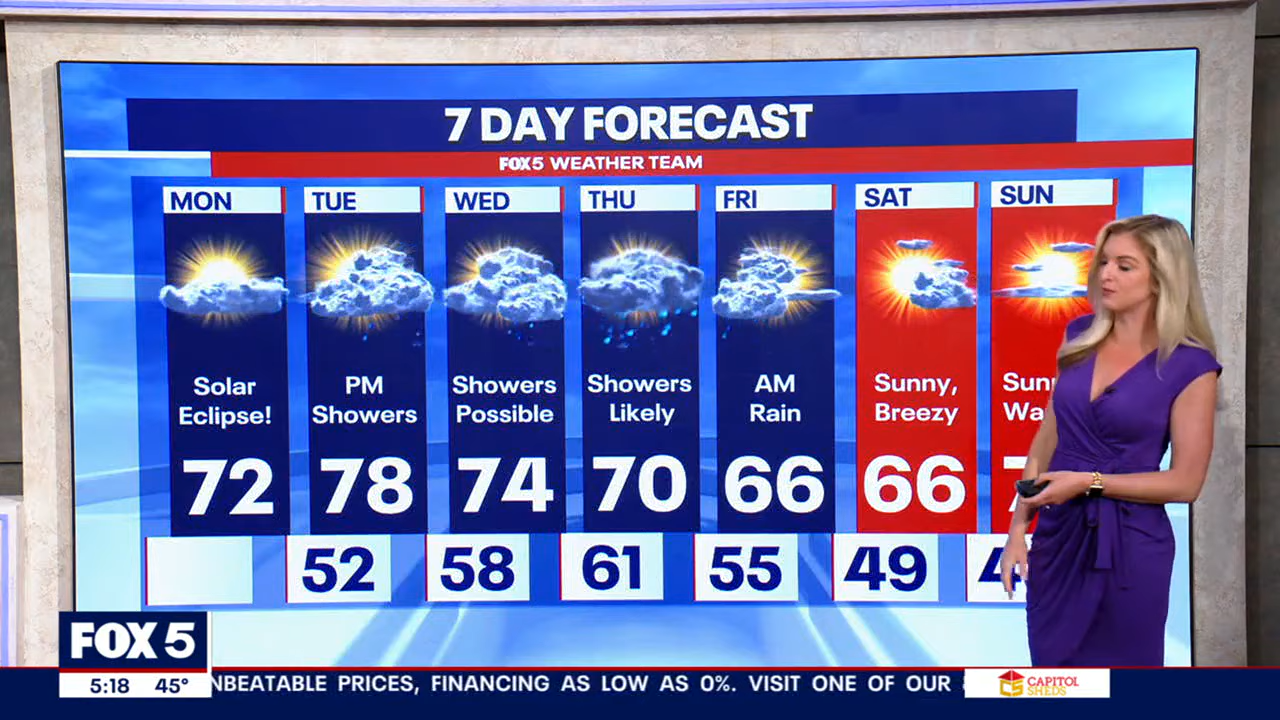 7 DAY FORECAST
FOX5 WEATHER TEAM
MON
TUE
WED
THU
FRI
SAT
SUN
Solar
Eclipse!
PM
Showers
Showers
Possible
Showers
Likely
AM
Rain
Sunny,
Breezy
72
78
74
70
66
66
52
58
61
55
49
FOX 5
5:18 45°
NBEATABLE PRICES, FINANCING AS LOW AS 0%. VISIT ONE OF OUR
CAPITOL
SHEDS